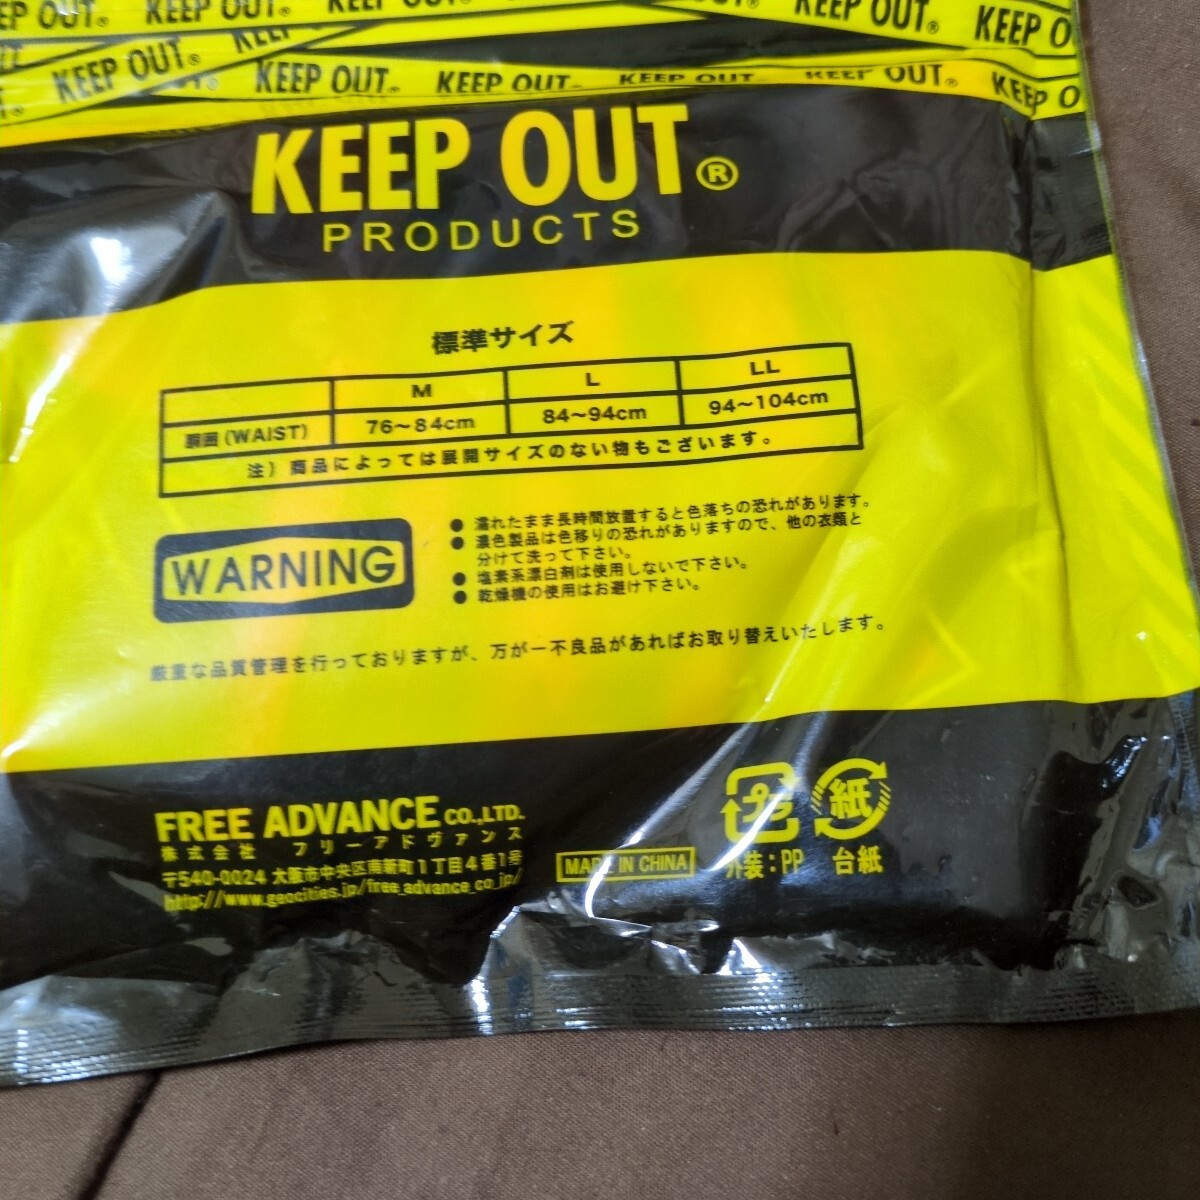 EEP OUT® KEEP OUT® KEEP OUT® KEEP O
KEEP OUT® KEEP OUT® KEEP OUT® KEEP OUT® KEEP OUT® KEEP O
KEEP OUT®
PRODUCTS
標準サイズ
M L LL
胴囲(WAIST) 76〜84cm 84〜94cm 94〜104cm
注)商品によっては展開サイズのない物もございます。
WARNING
● 濡れたまま長時間放置すると色落ちの恐れがあります。
● 濃色製品は色移りの恐れがありますので、他の衣類と
分けて洗って下さい。
● 塩素系漂白剤は使用しないで下さい。
● 乾燥機の使用はお避け下さい。
厳重な品質管理を行っておりますが、万が一不良品があればお取り替えいたします。
FREE ADVANCE CO.,LTD.
株式会社 フリーアドヴァンス
〒540-0024 大阪市中央区南新町1丁目4番1号
http://www.geocities.jp/free_advance_co_jp/
MADE IN CHINA
プラ
外装:PP
紙
台紙